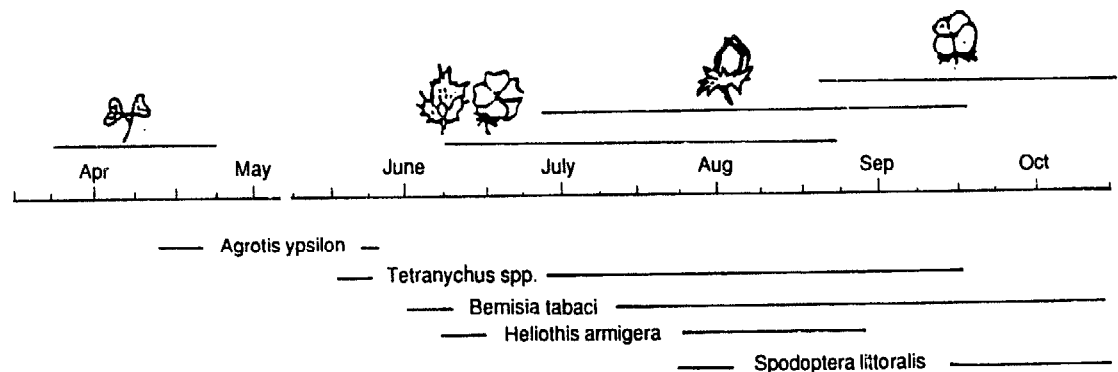 Apr May June July Aug Sep Oct
Agrotis ypsilon
Tetranychus spp.
Bemisia tabaci
Heliothis armigera
Spodoptera littoralis